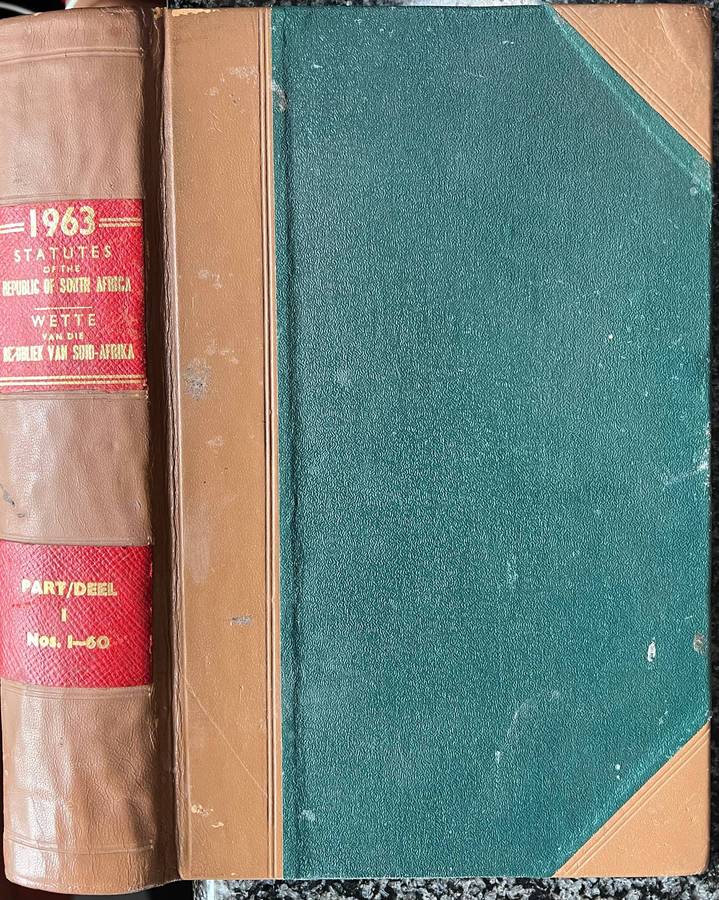 1963
STATUTES
OF THE
REPUBLIC OF SOUTH AFRICA
WETTE
VAN DIE
REPUBLIEK VAN SUID-AFRIKA
PART/DEEL
I
Nos. 1—60